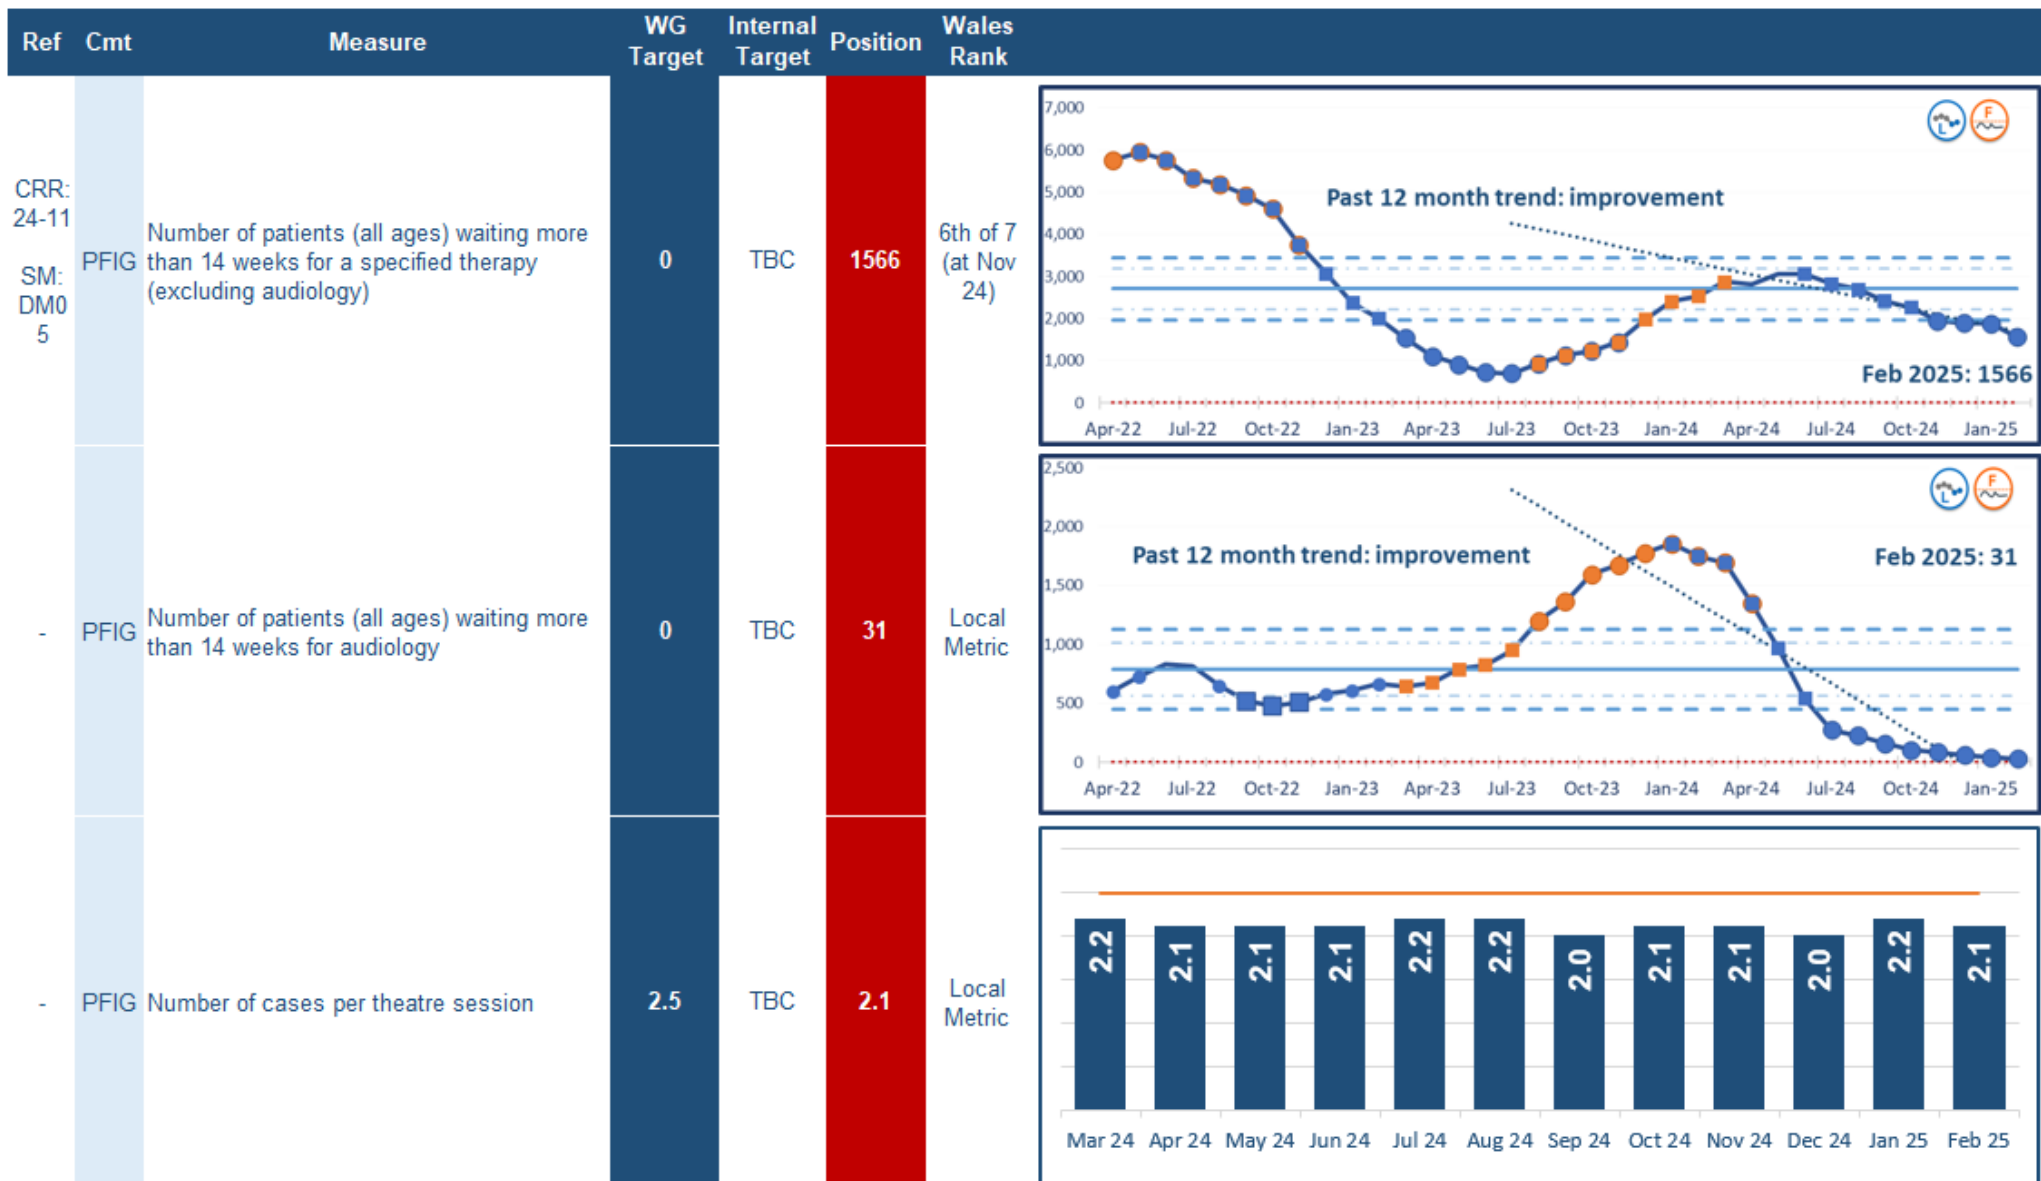 Ref Cmt Measure WG Target Internal Target Position Wales Rank
CRR:
24-11
SM:
DM0
5
PFIG
Number of patients (all ages) waiting more
than 14 weeks for a specified therapy
(excluding audiology)
0
TBC
1566
6th of 7
(at Nov
24)
7,000
6,000
5,000
4,000
3,000
2,000
1,000
0
L F
Past 12 month trend: improvement
Feb 2025: 1566
Apr-22 Jul-22 Oct-22 Jan-23 Apr-23 Jul-23 Oct-23 Jan-24 Apr-24 Jul-24 Oct-24 Jan-25
-
PFIG
Number of patients (all ages) waiting more
than 14 weeks for audiology
0
TBC
31
Local
Metric
2,500
2,000
1,500
1,000
500
0
L F
Past 12 month trend: improvement
Feb 2025: 31
Apr-22 Jul-22 Oct-22 Jan-23 Apr-23 Jul-23 Oct-23 Jan-24 Apr-24 Jul-24 Oct-24 Jan-25
-
PFIG
Number of cases per theatre session
2.5
TBC
2.1
Local
Metric
2.2 2.1 2.1 2.1 2.2 2.2 2.0 2.1 2.1 2.0 2.2 2.1
Mar 24 Apr 24 May 24 Jun 24 Jul 24 Aug 24 Sep 24 Oct 24 Nov 24 Dec 24 Jan 25 Feb 25